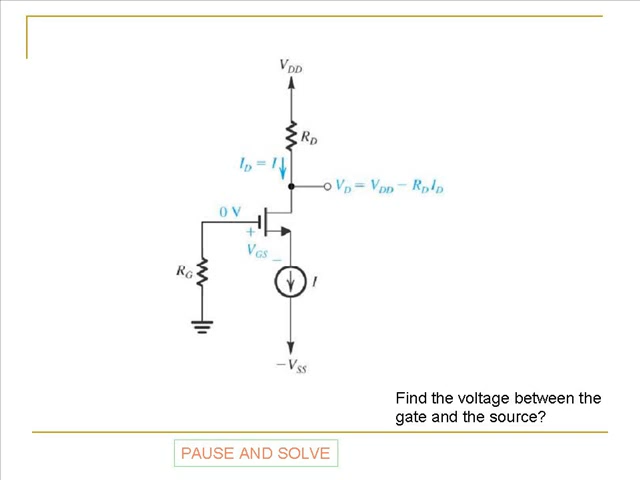 V_DD
R_D
I_D = I
V_D = V_DD − R_D I_D
0 V
+
V_GS −
R_G
I
−V_SS
Find the voltage between the
gate and the source?
PAUSE AND SOLVE